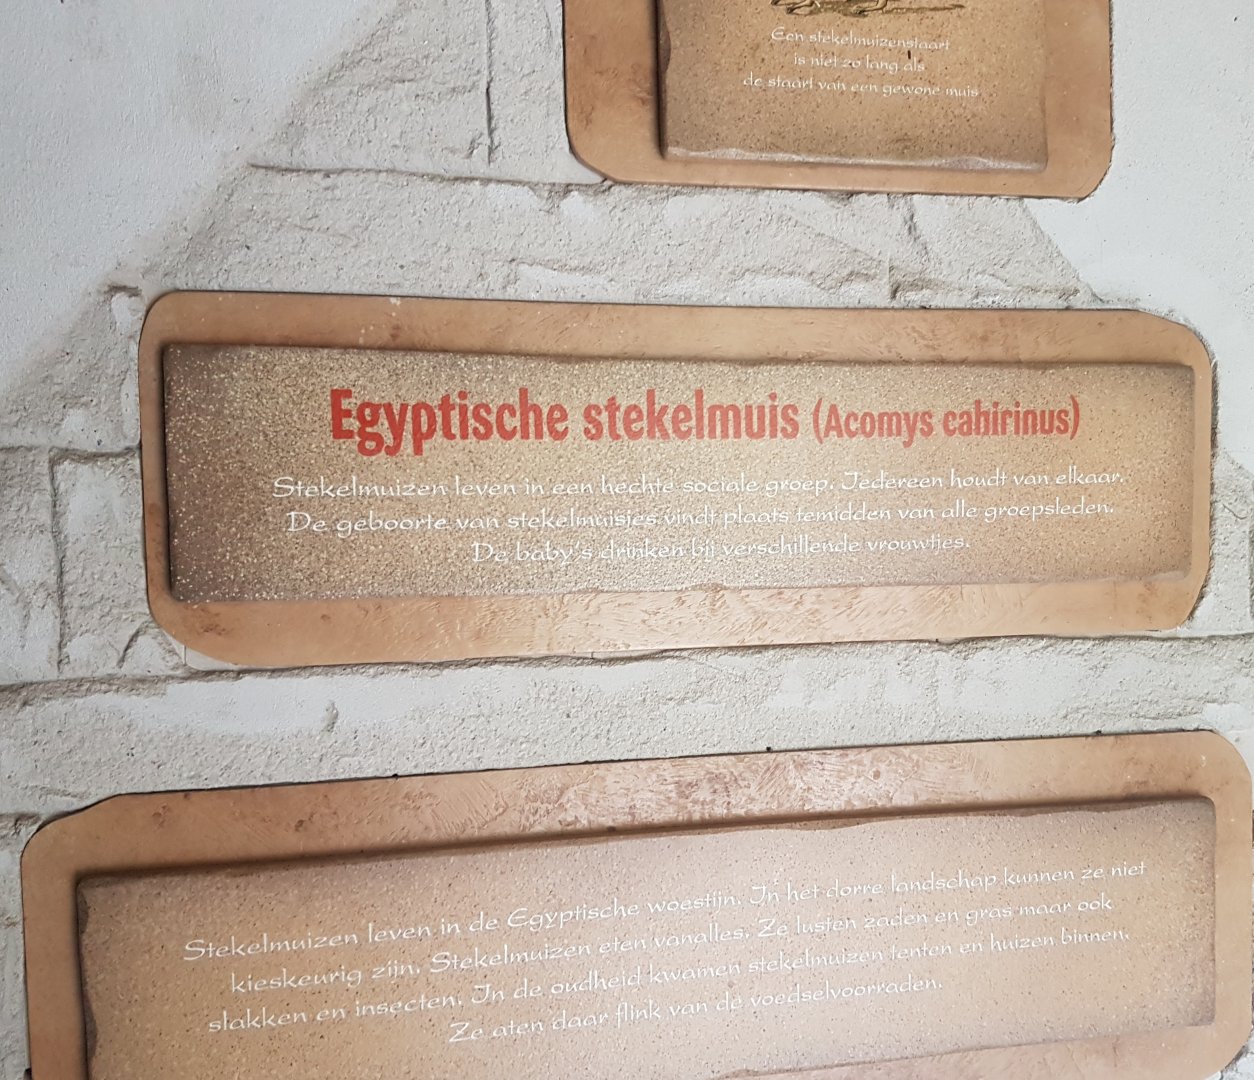 Een stekelmuizenstaart
is niet zo lang als
de staart van een gewone muis
Egyptische stekelmuis (Acomys cahirinus)
Stekelmuizen leven in een hechte sociale groep. Iedereen houdt van elkaar.
De geboorte van stekelmuisjes vindt plaats temidden van alle groepsleden.
De baby's drinken bij verschillende vrouwtjes.
Stekelmuizen leven in de Egyptische woestijn. In het dorre landschap kunnen ze niet
kieskeurig zijn. Stekelmuizen eten vanalles. Ze lusten zaden en gras maar ook
slakken en insecten. In de oudheid kwamen stekelmuizen tenten en huizen binnen.
Ze aten daar flink van de voedselvoorraden.